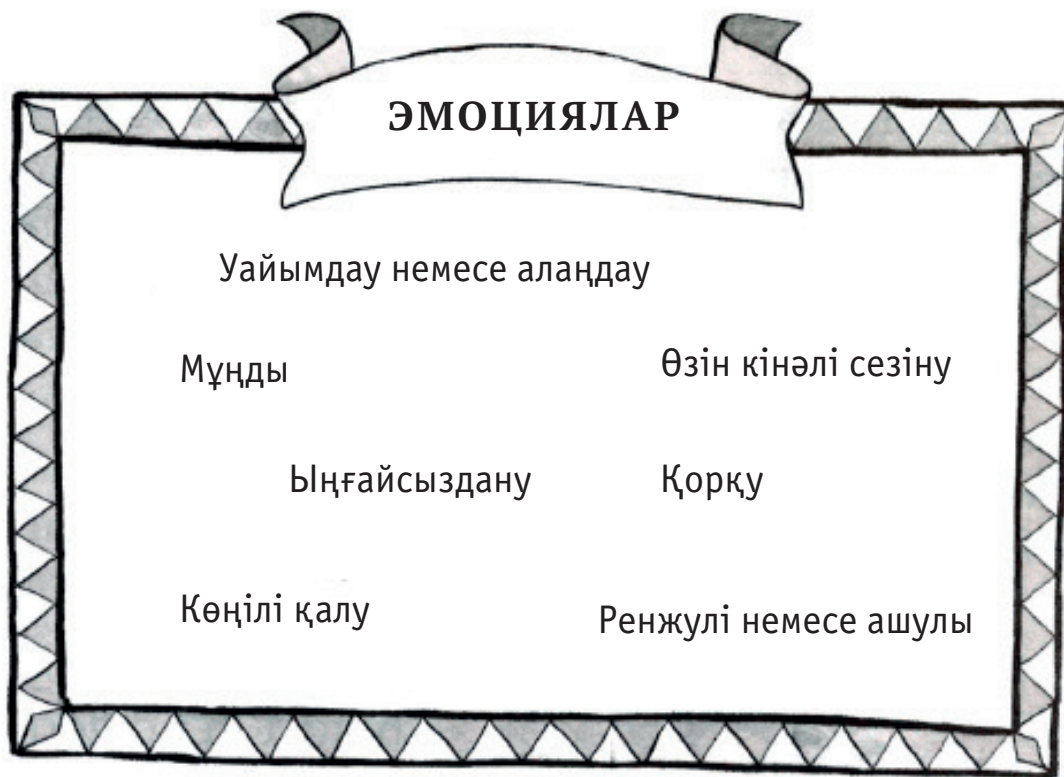 ЭМОЦИЯЛАР
Уайымдау немесе алаңдау
Мұңды
Өзін кінәлі сезіну
Ыңғайсыздану
Қорқу
Көңілі қалу
Ренжулі немесе ашулы